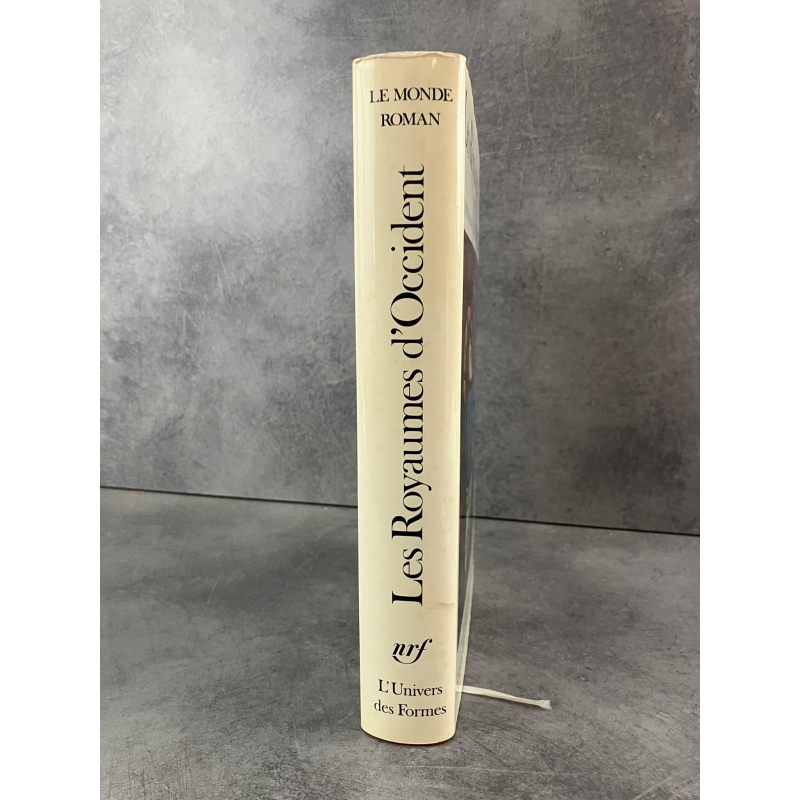 LE MONDE
ROMAN
Les Royaumes d'Occident
nrf
L'Univers
des Formes